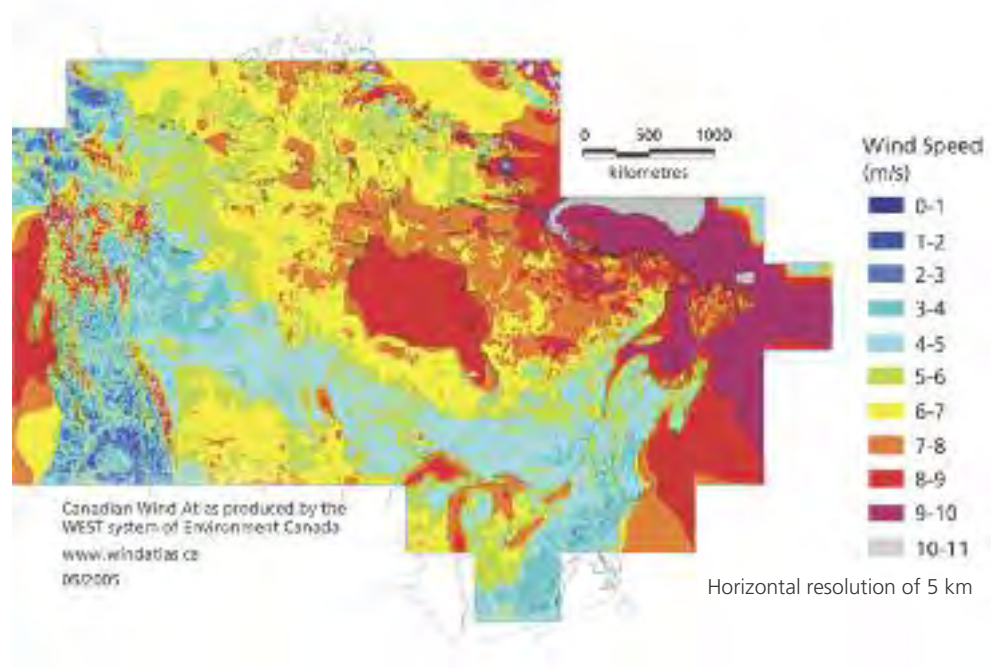 0 500 1000
kilometres
Wind Speed
(m/s)
0-1
1-2
2-3
3-4
4-5
5-6
6-7
7-8
8-9
9-10
10-11
Canadian Wind Atlas produced by the
WEST system of Environment Canada
www.windatlas.ca
05/2005
Horizontal resolution of 5 km